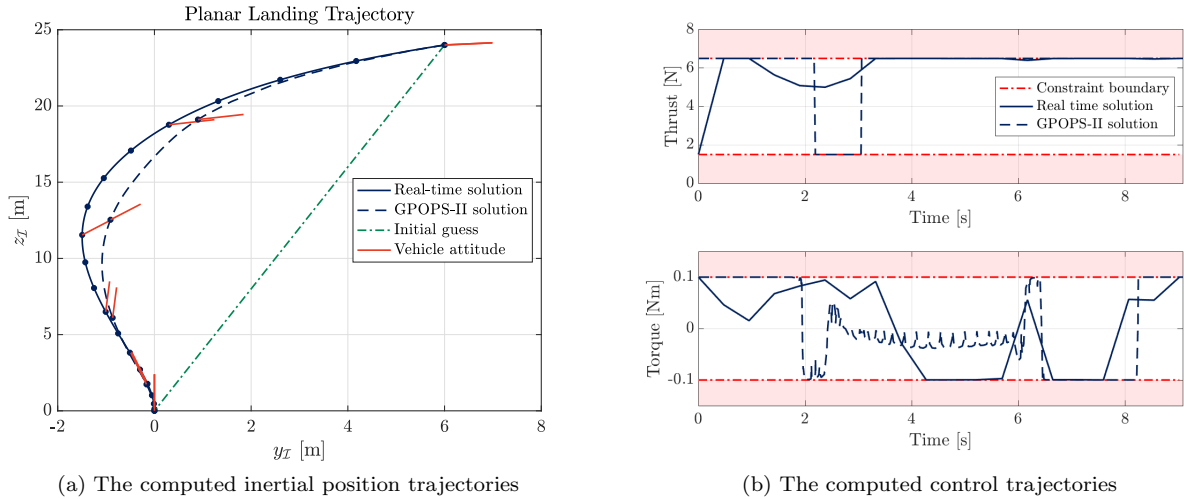 Planar Landing Trajectory
25
20
15
10
5
0
z_I [m]
-2
0
2
4
6
8
y_I [m]
Real-time solution
GPOPS-II solution
Initial guess
Vehicle attitude
(a) The computed inertial position trajectories
8
6
4
2
0
Thrust [N]
0
2
4
6
8
Time [s]
Constraint boundary
Real time solution
GPOPS-II solution
0.1
0
-0.1
Torque [Nm]
0
2
4
6
8
Time [s]
(b) The computed control trajectories